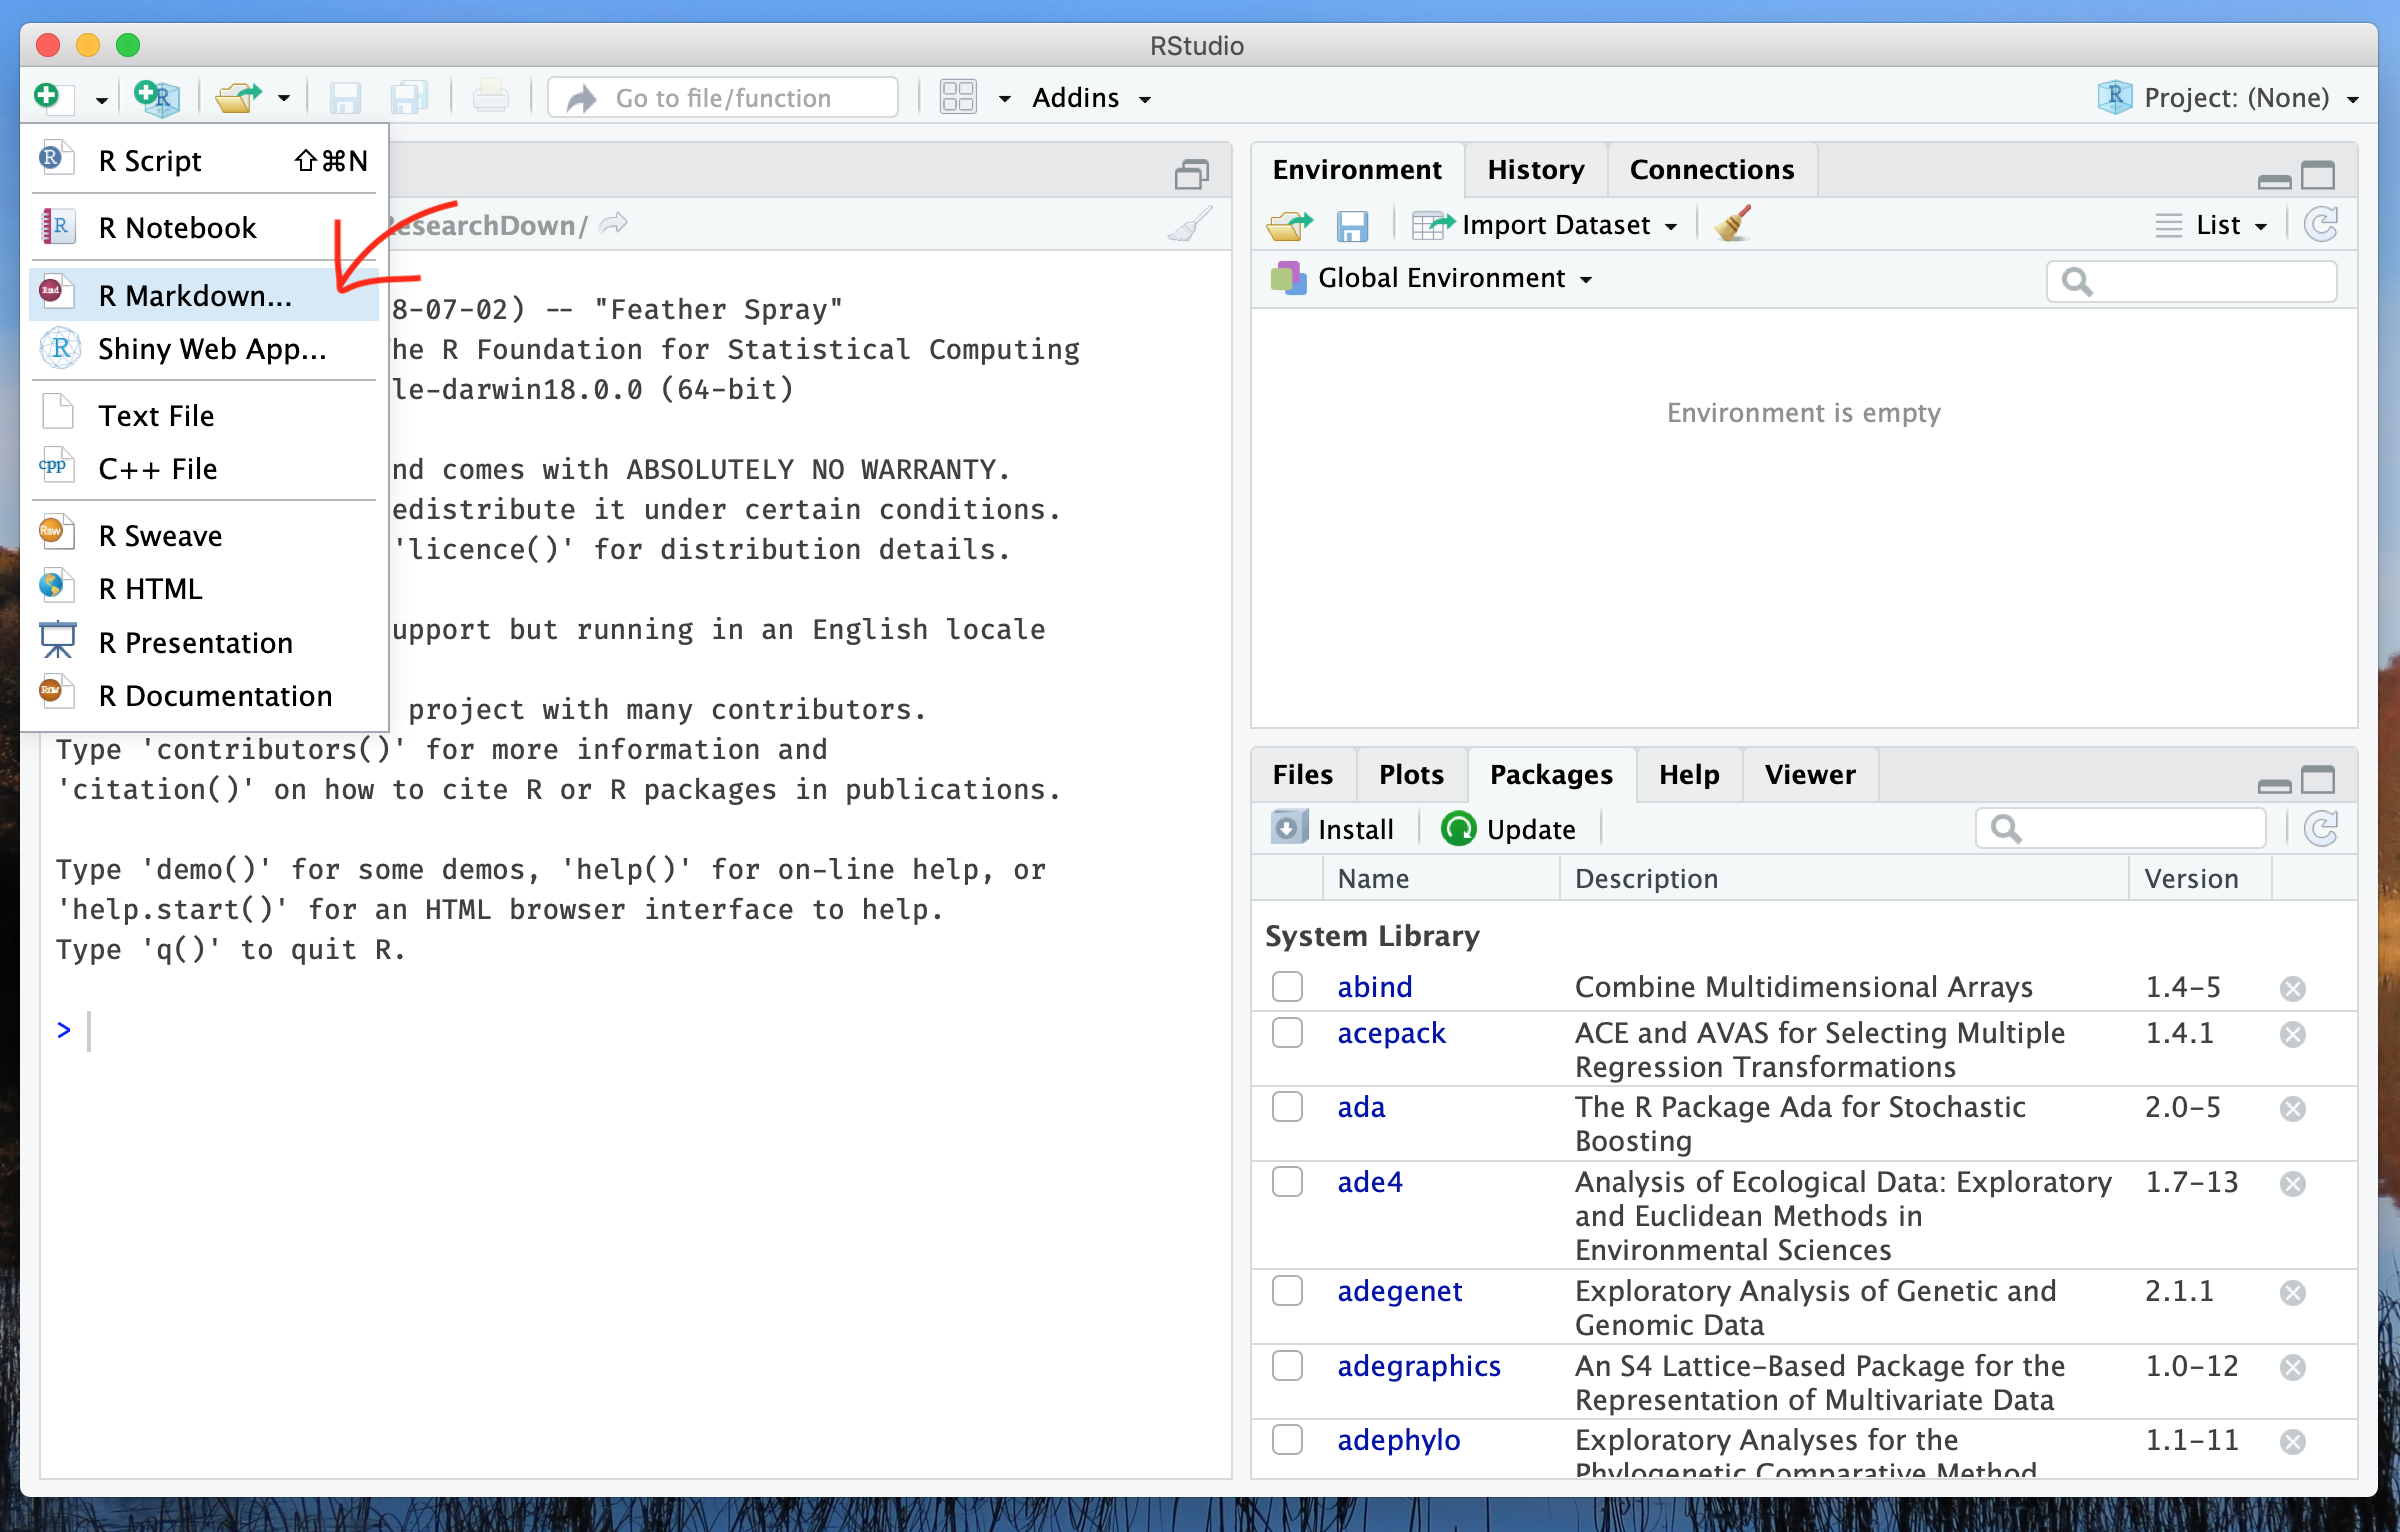 RStudio
Go to file/function
Addins
Project: (None)
R Script ⇧⌘N
R Notebook
R Markdown...
Shiny Web App...
Text File
C++ File
R Sweave
R HTML
R Presentation
R Documentation
esearchDown/
8-07-02) -- "Feather Spray"
he R Foundation for Statistical Computing
le-darwin18.0.0 (64-bit)
nd comes with ABSOLUTELY NO WARRANTY.
edistribute it under certain conditions.
'licence()' for distribution details.
upport but running in an English locale
project with many contributors.
Type 'contributors()' for more information and
'citation()' on how to cite R or R packages in publications.
Type 'demo()' for some demos, 'help()' for on-line help, or
'help.start()' for an HTML browser interface to help.
Type 'q()' to quit R.
>
Environment History Connections
Import Dataset List
Global Environment
Environment is empty
Files Plots Packages Help Viewer
Install Update
Name Description Version
System Library
abind Combine Multidimensional Arrays 1.4-5
acepack ACE and AVAS for Selecting Multiple 1.4.1
Regression Transformations
ada The R Package Ada for Stochastic 2.0-5
Boosting
ade4 Analysis of Ecological Data: Exploratory 1.7-13
and Euclidean Methods in
Environmental Sciences
adegenet Exploratory Analysis of Genetic and 2.1.1
Genomic Data
adegraphics An S4 Lattice-Based Package for the 1.0-12
Representation of Multivariate Data
adephylo Exploratory Analyses for the 1.1-11
Phylogenetic Comparative Method